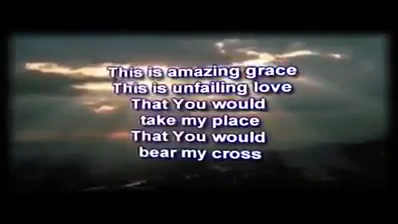 This is amazing grace
This is unfailing love
That You would
take my place
That You would
bear my cross